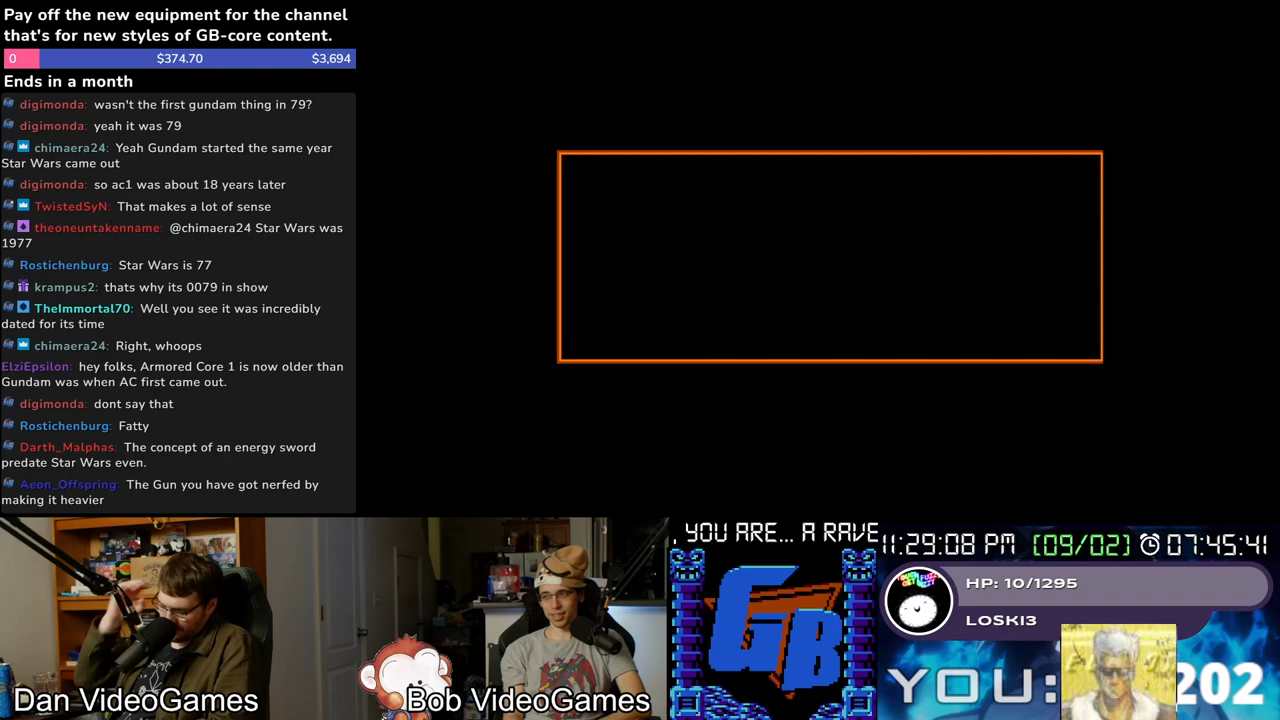 Pay off the new equipment for the channel
that's for new styles of GB-core content.
0 $374.70 $3,694
Ends in a month
digimonda: wasn't the first gundam thing in 79?
digimonda: yeah it was 79
chimaera24: Yeah Gundam started the same year
Star Wars came out
digimonda: so ac1 was about 18 years later
TwistedSyN: That makes a lot of sense
theoneuntakenname: @chimaera24 Star Wars was
1977
Rostichenburg: Star Wars is 77
krampus2: thats why its 0079 in show
TheImmortal70: Well you see it was incredibly
dated for its time
chimaera24: Right, whoops
ElziEpsilon: hey folks, Armored Core 1 is now older than
Gundam was when AC first came out.
digimonda: dont say that
Rostichenburg: Fatty
Darth_Malphas: The concept of an energy sword
predate Star Wars even.
Aeon_Offspring: The Gun you have got nerfed by
making it heavier
Dan VideoGames
Bob VideoGames
, YOU ARE... A RAVE
GB
11:29:08 PM [09/02] 07:45:41
HP: 10/1295
LOSKI3
YOU: 202